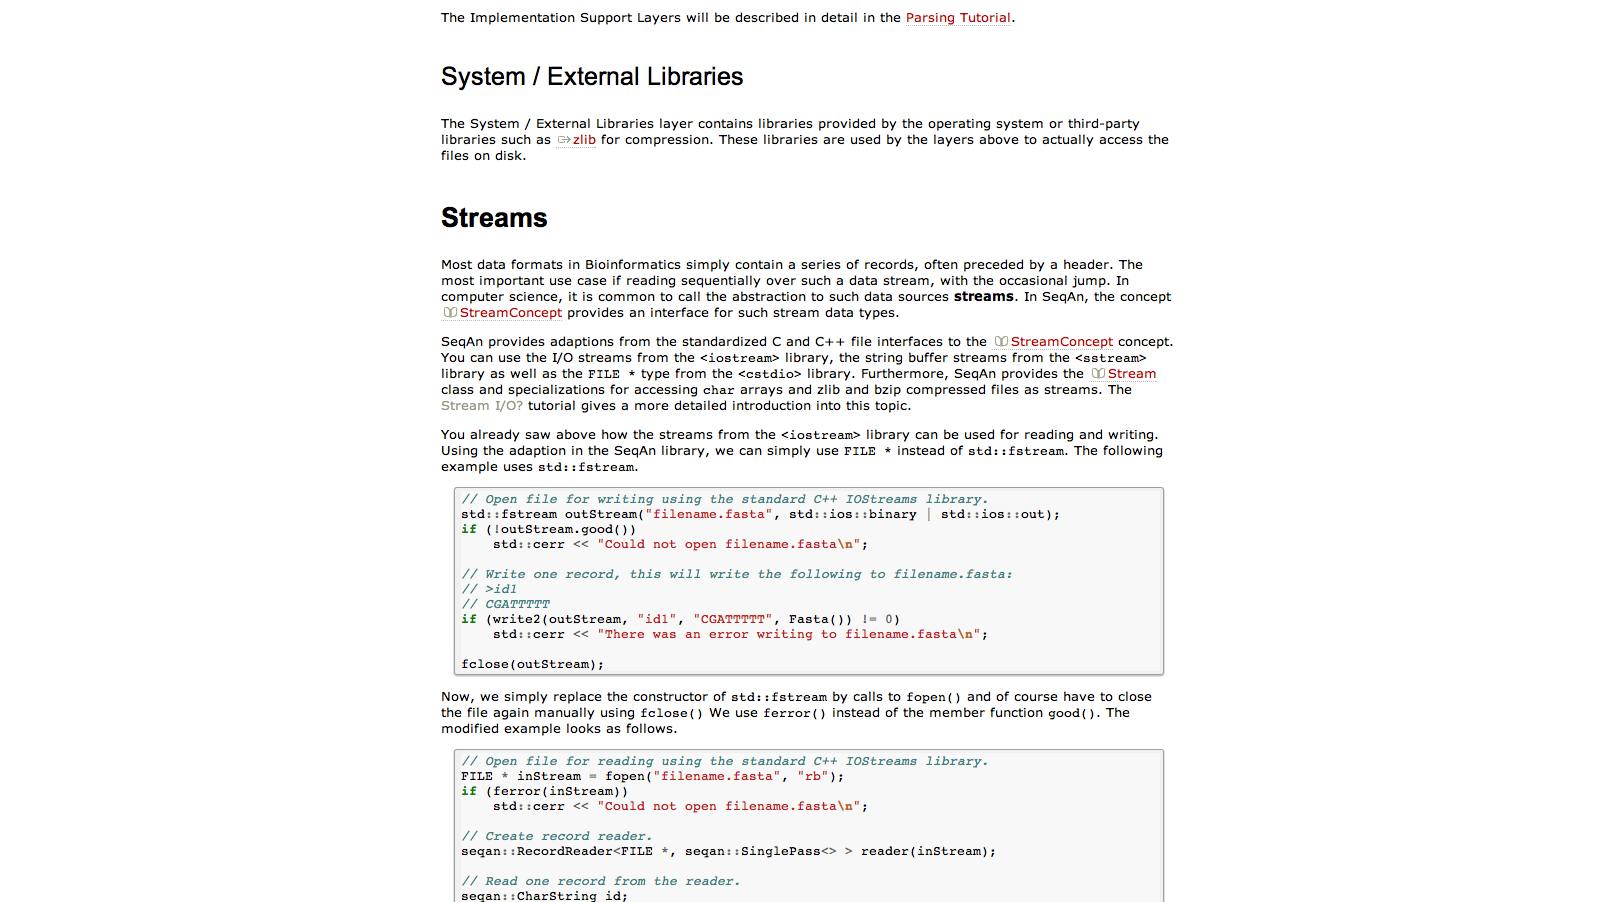 The Implementation Support Layers will be described in detail in the Parsing Tutorial.
System / External Libraries
The System / External Libraries layer contains libraries provided by the operating system or third-party
libraries such as zlib for compression. These libraries are used by the layers above to actually access the
files on disk.
Streams
Most data formats in Bioinformatics simply contain a series of records, often preceded by a header. The
most important use case if reading sequentially over such a data stream, with the occasional jump. In
computer science, it is common to call the abstraction to such data sources streams. In SeqAn, the concept
StreamConcept provides an interface for such stream data types.
SeqAn provides adaptions from the standardized C and C++ file interfaces to the StreamConcept concept.
You can use the I/O streams from the <iostream> library, the string buffer streams from the <sstream>
library as well as the FILE * type from the <cstdio> library. Furthermore, SeqAn provides the Stream
class and specializations for accessing char arrays and zlib and bzip compressed files as streams. The
Stream I/O? tutorial gives a more detailed introduction into this topic.
You already saw above how the streams from the <iostream> library can be used for reading and writing.
Using the adaption in the SeqAn library, we can simply use FILE * instead of std::fstream. The following
example uses std::fstream.
// Open file for writing using the standard C++ IOStreams library.
std::fstream outStream("filename.fasta", std::ios::binary | std::ios::out);
if (!outStream.good())
    std::cerr << "Could not open filename.fasta\n";
// Write one record, this will write the following to filename.fasta:
// >id1
// CGATTTTT
if (write2(outStream, "id1", "CGATTTTT", Fasta()) != 0)
    std::cerr << "There was an error writing to filename.fasta\n";
fclose(outStream);
Now, we simply replace the constructor of std::fstream by calls to fopen() and of course have to close
the file again manually using fclose() We use ferror() instead of the member function good(). The
modified example looks as follows.
// Open file for reading using the standard C++ IOStreams library.
FILE * inStream = fopen("filename.fasta", "rb");
if (ferror(inStream))
    std::cerr << "Could not open filename.fasta\n";
// Create record reader.
seqan::RecordReader<FILE *, seqan::SinglePass<> > reader(inStream);
// Read one record from the reader.
seqan::CharString id;